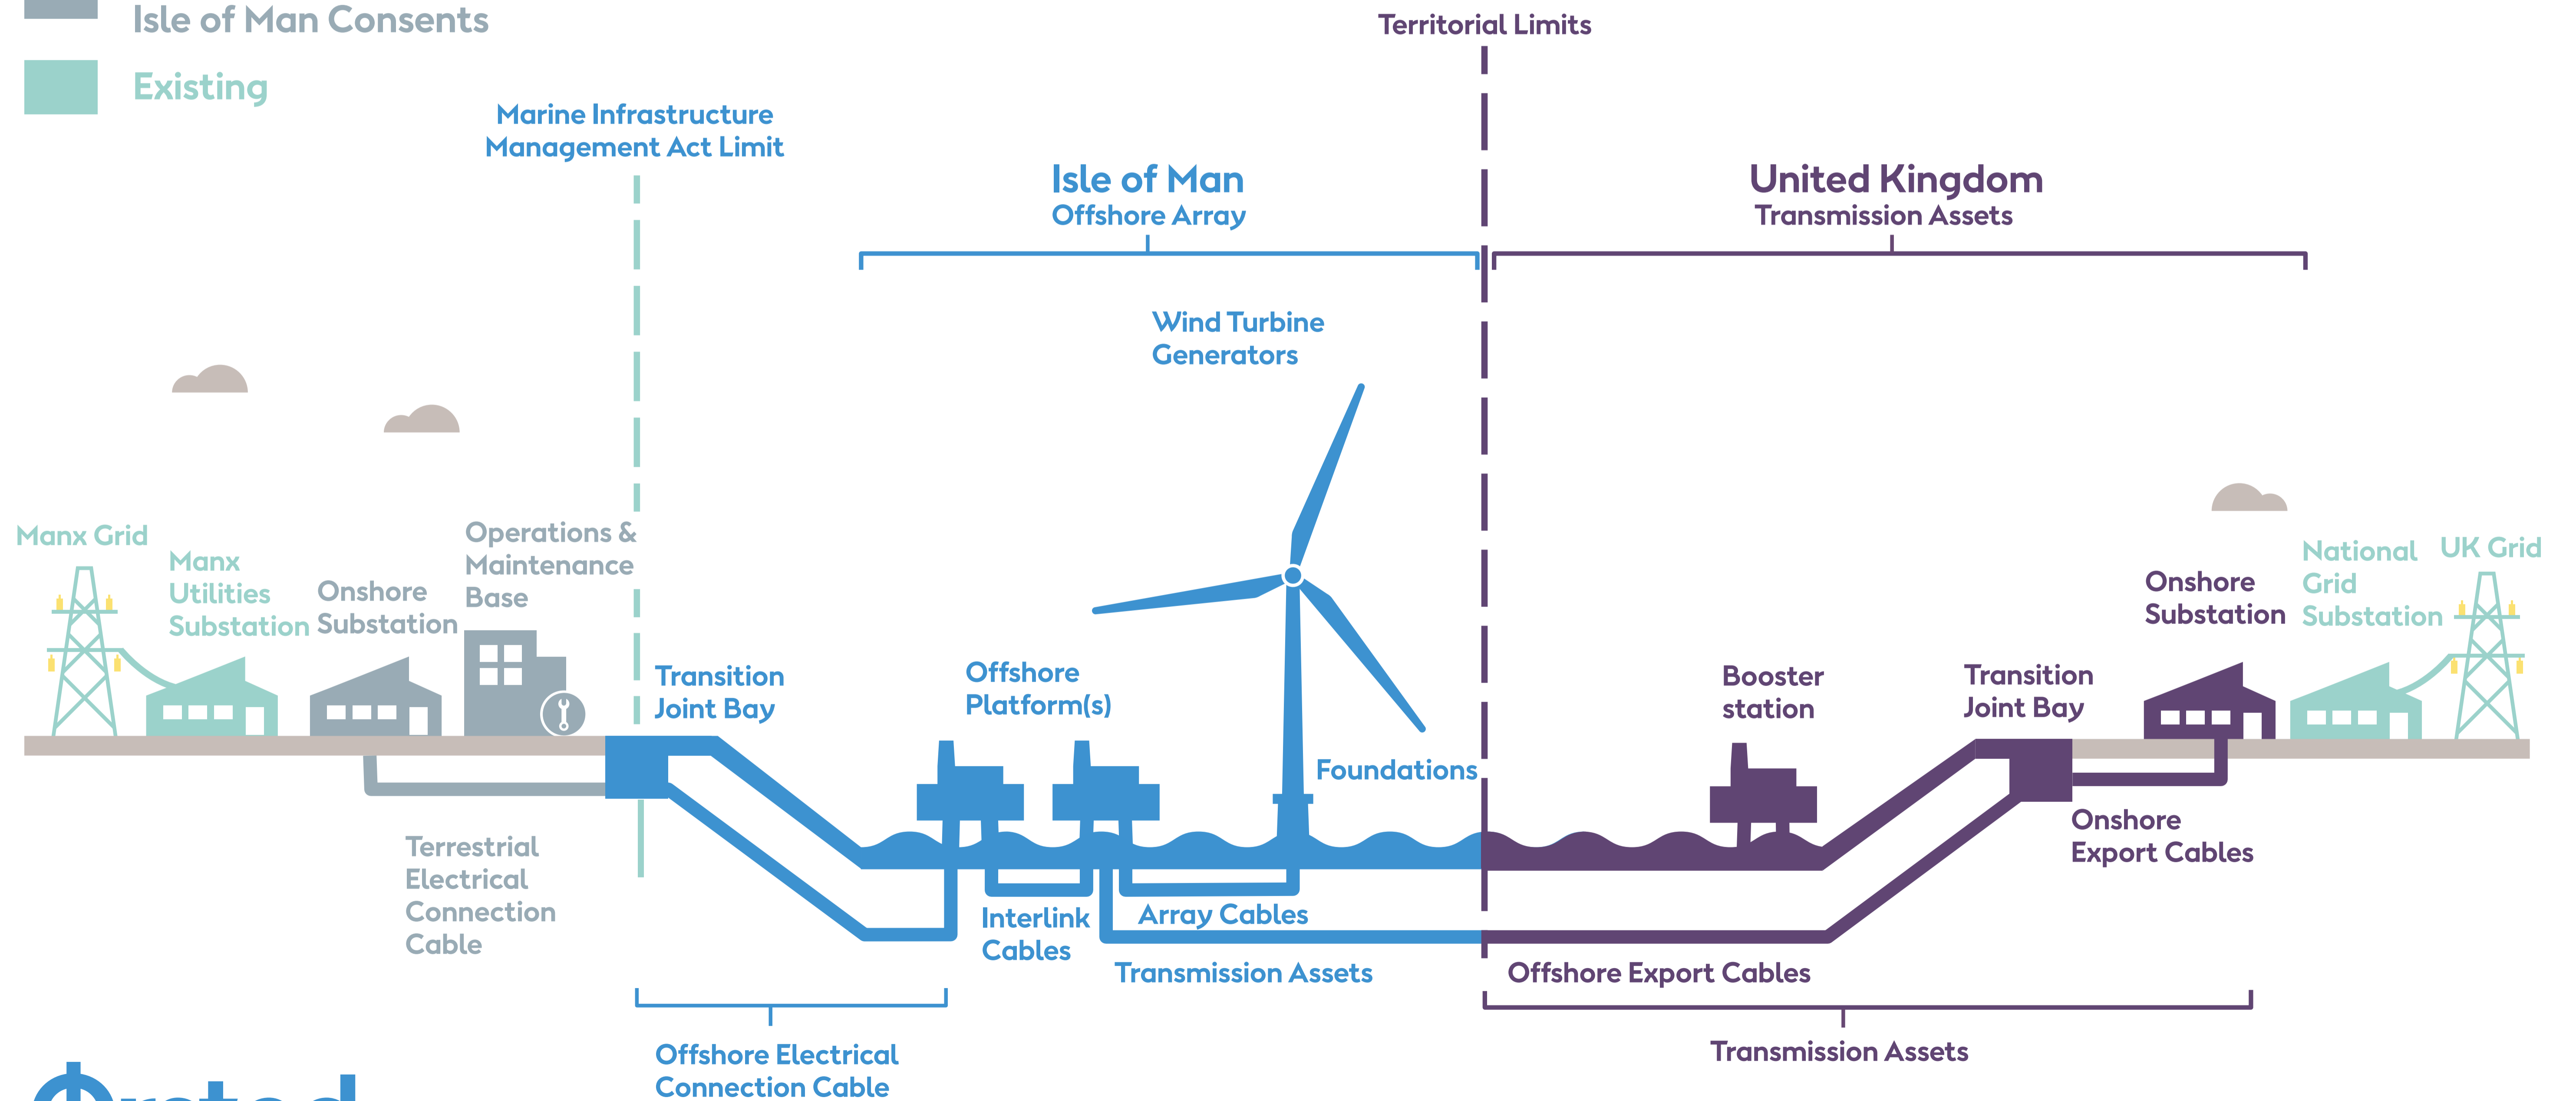 Isle of Man Consents
Existing
Territorial Limits
Marine Infrastructure
Management Act Limit
Isle of Man
Offshore Array
United Kingdom
Transmission Assets
Wind Turbine
Generators
Manx Grid
Manx
Utilities
Substation
Onshore
Substation
Operations &
Maintenance
Base
Transition
Joint Bay
Offshore
Platform(s)
Foundations
Booster
station
Transition
Joint Bay
Onshore
Substation
National
Grid
Substation
UK Grid
Terrestrial
Electrical
Connection
Cable
Interlink
Cables
Array Cables
Transmission Assets
Offshore Export Cables
Onshore
Export Cables
Offshore Electrical
Connection Cable
Transmission Assets